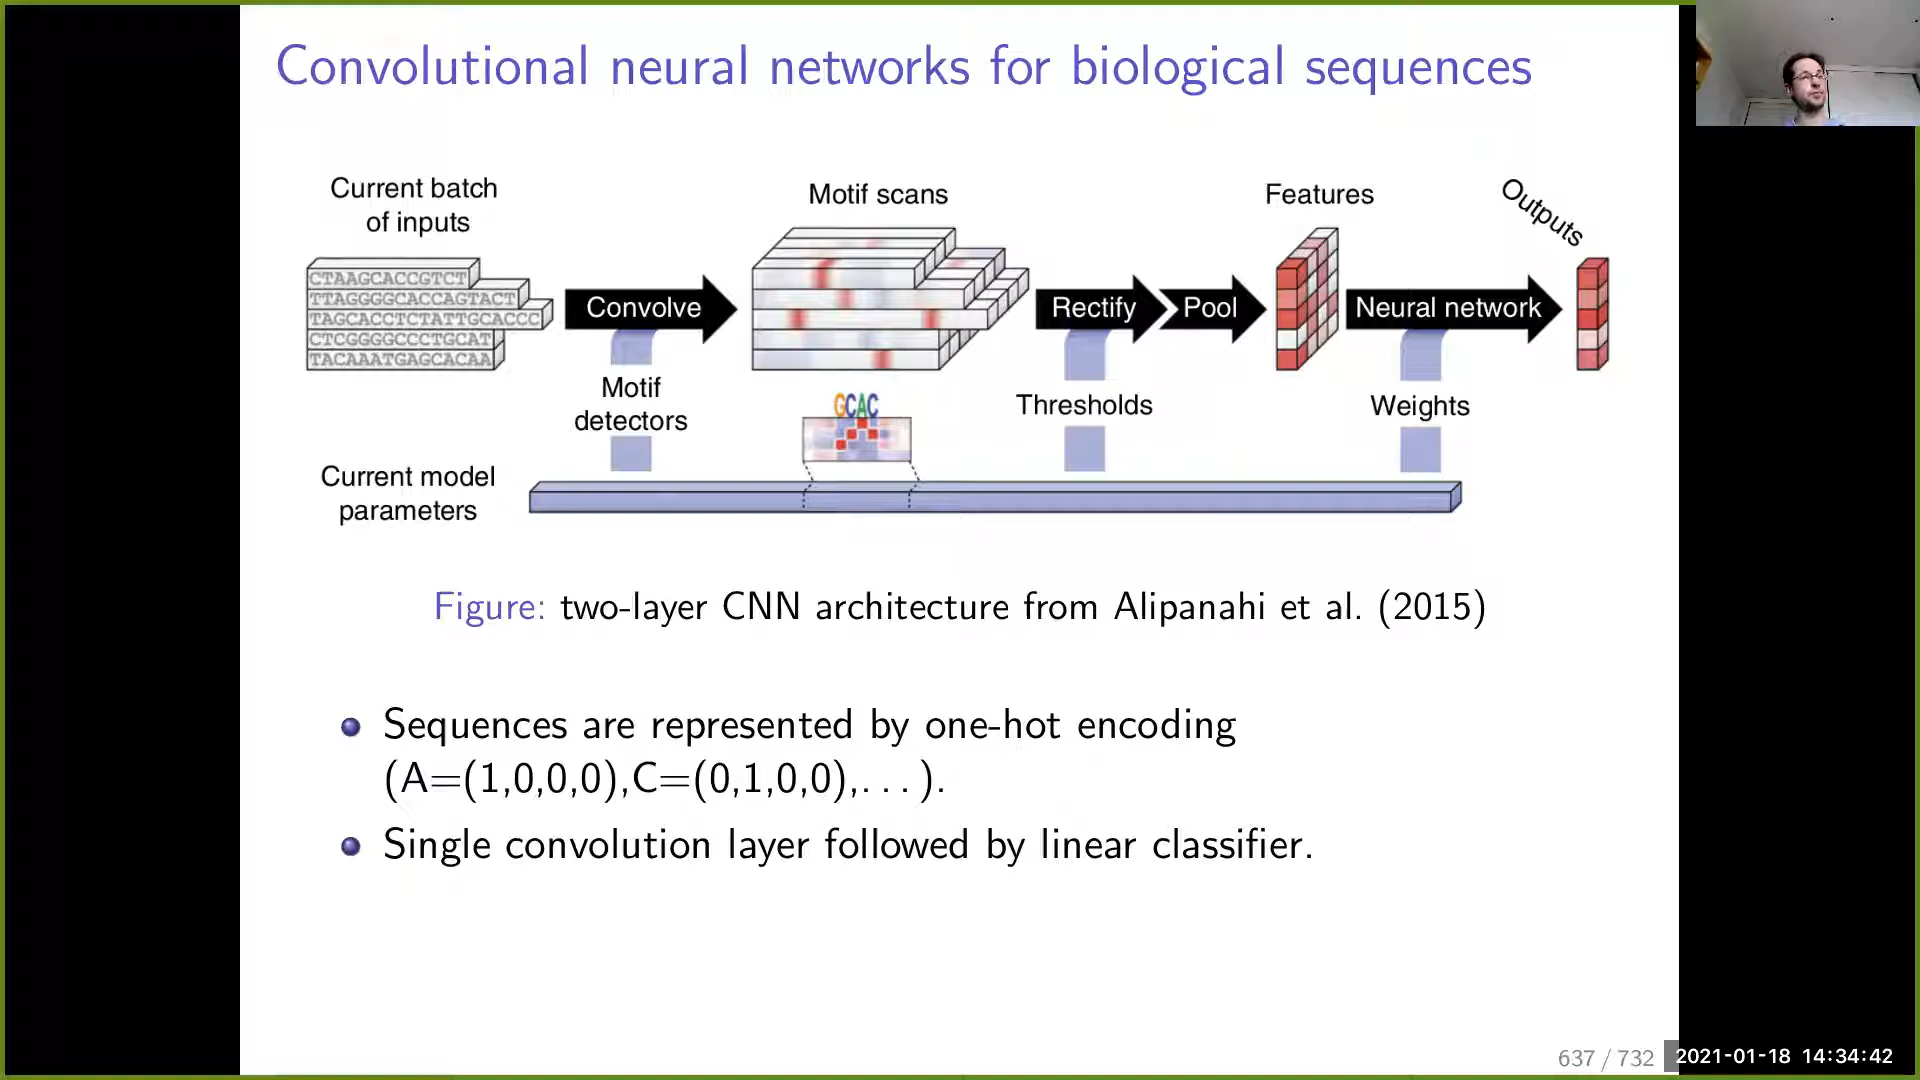 Convolutional neural networks for biological sequences
Current batch
of inputs
Motif scans
Features
Outputs
CTAAGCACCGTCT
TTAGGGGCACCAGTACT
TAGCACCTCTATTGCACCC
CTCGGGGCCCTGCAT
TACAAATGAGCACAA
Convolve
Rectify
Pool
Neural network
Motif
detectors
GCAC
Thresholds
Weights
Current model
parameters
Figure: two-layer CNN architecture from Alipanahi et al. (2015)
Sequences are represented by one-hot encoding
(A=(1,0,0,0),C=(0,1,0,0),...).
Single convolution layer followed by linear classifier.
637 / 732
2021-01-18 14:34:42